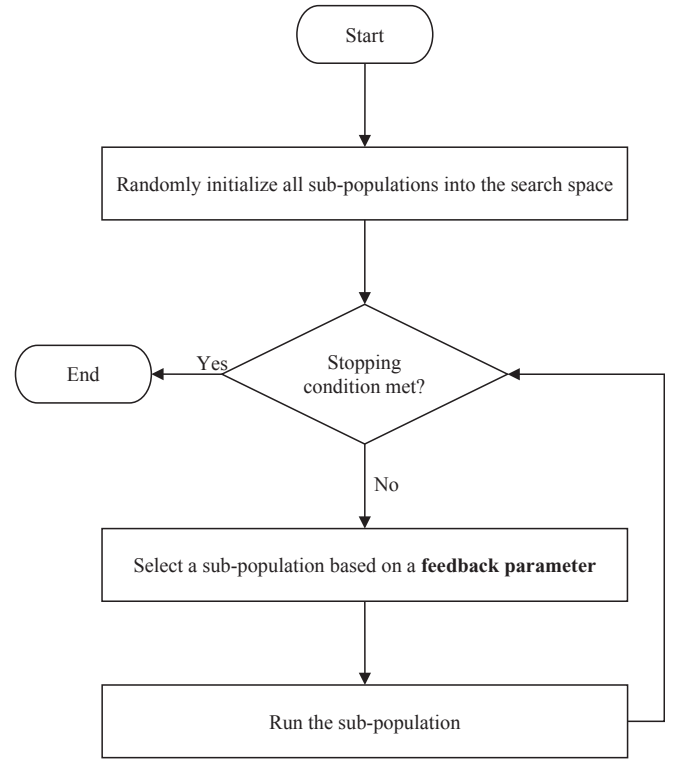 Start
Randomly initialize all sub-populations into the search space
Stopping
condition met?
Yes
End
No
Select a sub-population based on a feedback parameter
Run the sub-population